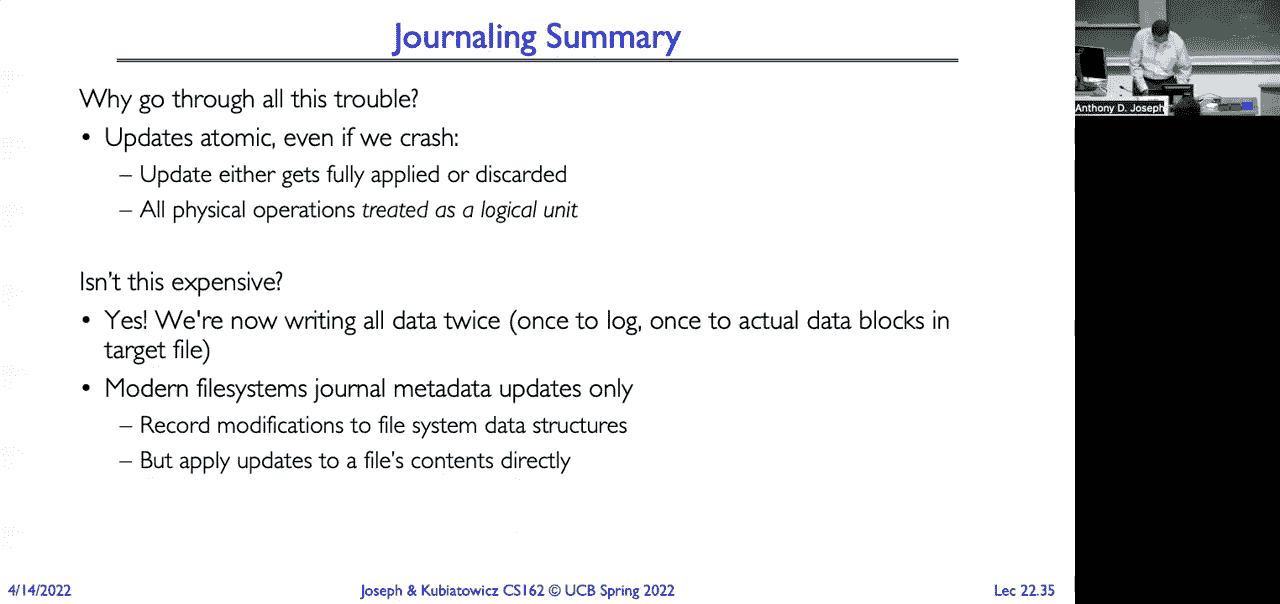 Journaling Summary
Why go through all this trouble?
• Updates atomic, even if we crash:
– Update either gets fully applied or discarded
– All physical operations treated as a logical unit
Isn't this expensive?
• Yes! We're now writing all data twice (once to log, once to actual data blocks in
target file)
• Modern filesystems journal metadata updates only
– Record modifications to file system data structures
– But apply updates to a file's contents directly
4/14/2022
Joseph & Kubiatowicz CS162 © UCB Spring 2022
Lec 22.35
Anthony D. Joseph